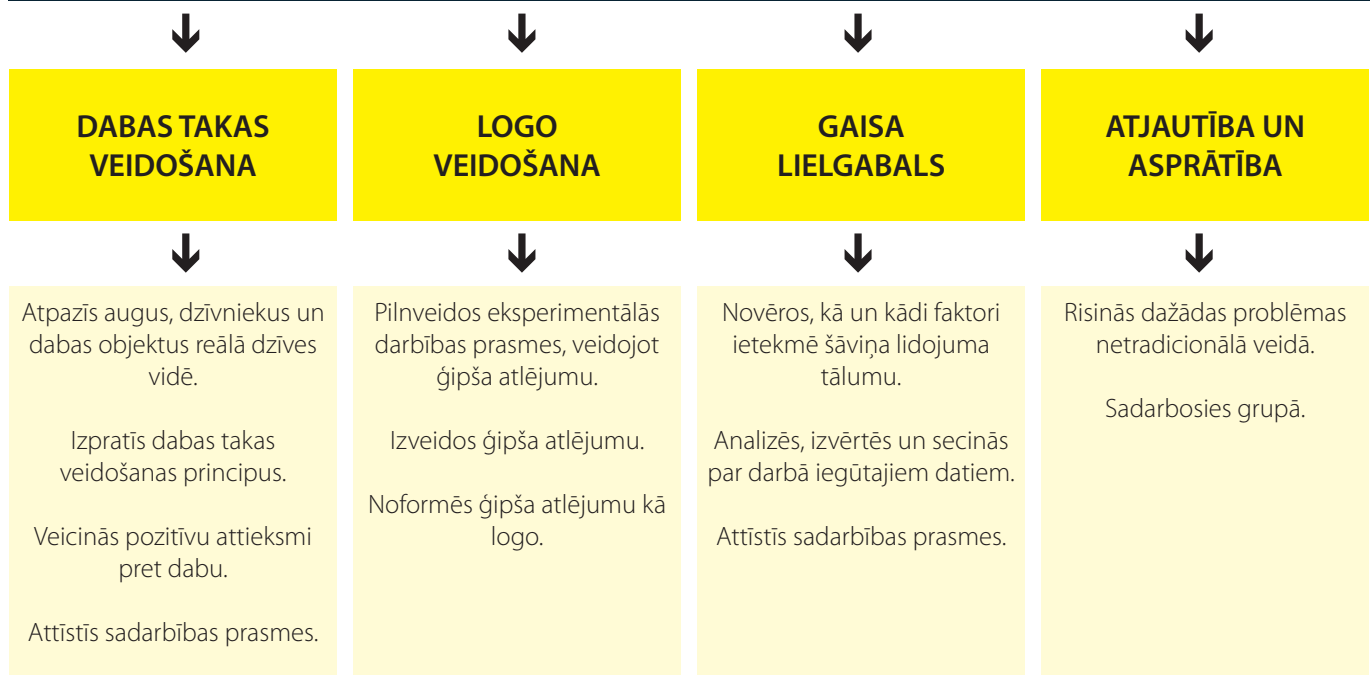 DABAS TAKAS
VEIDOŠANA
LOGO
VEIDOŠANA
GAISA
LIELGABALS
ATJAUTĪBA UN
ASPRĀTĪBA
Atpazīs augus, dzīvniekus un
dabas objektus reālā dzīves
vidē.
Izpratīs dabas takas
veidošanas principus.
Veicinās pozitīvu attieksmi
pret dabu.
Attīstīs sadarbības prasmes.
Pilnveidos eksperimentālās
darbības prasmes, veidojot
ģipša atlējumu.
Izveidos ģipša atlējumu.
Noformēs ģipša atlējumu kā
logo.
Novēros, kā un kādi faktori
ietekmē šāviņa lidojuma
tālumu.
Analizēs, izvērtēs un secinās
par darbā iegūtajiem datiem.
Attīstīs sadarbības prasmes.
Risinās dažādas problēmas
netradicionālā veidā.
Sadarbosies grupā.